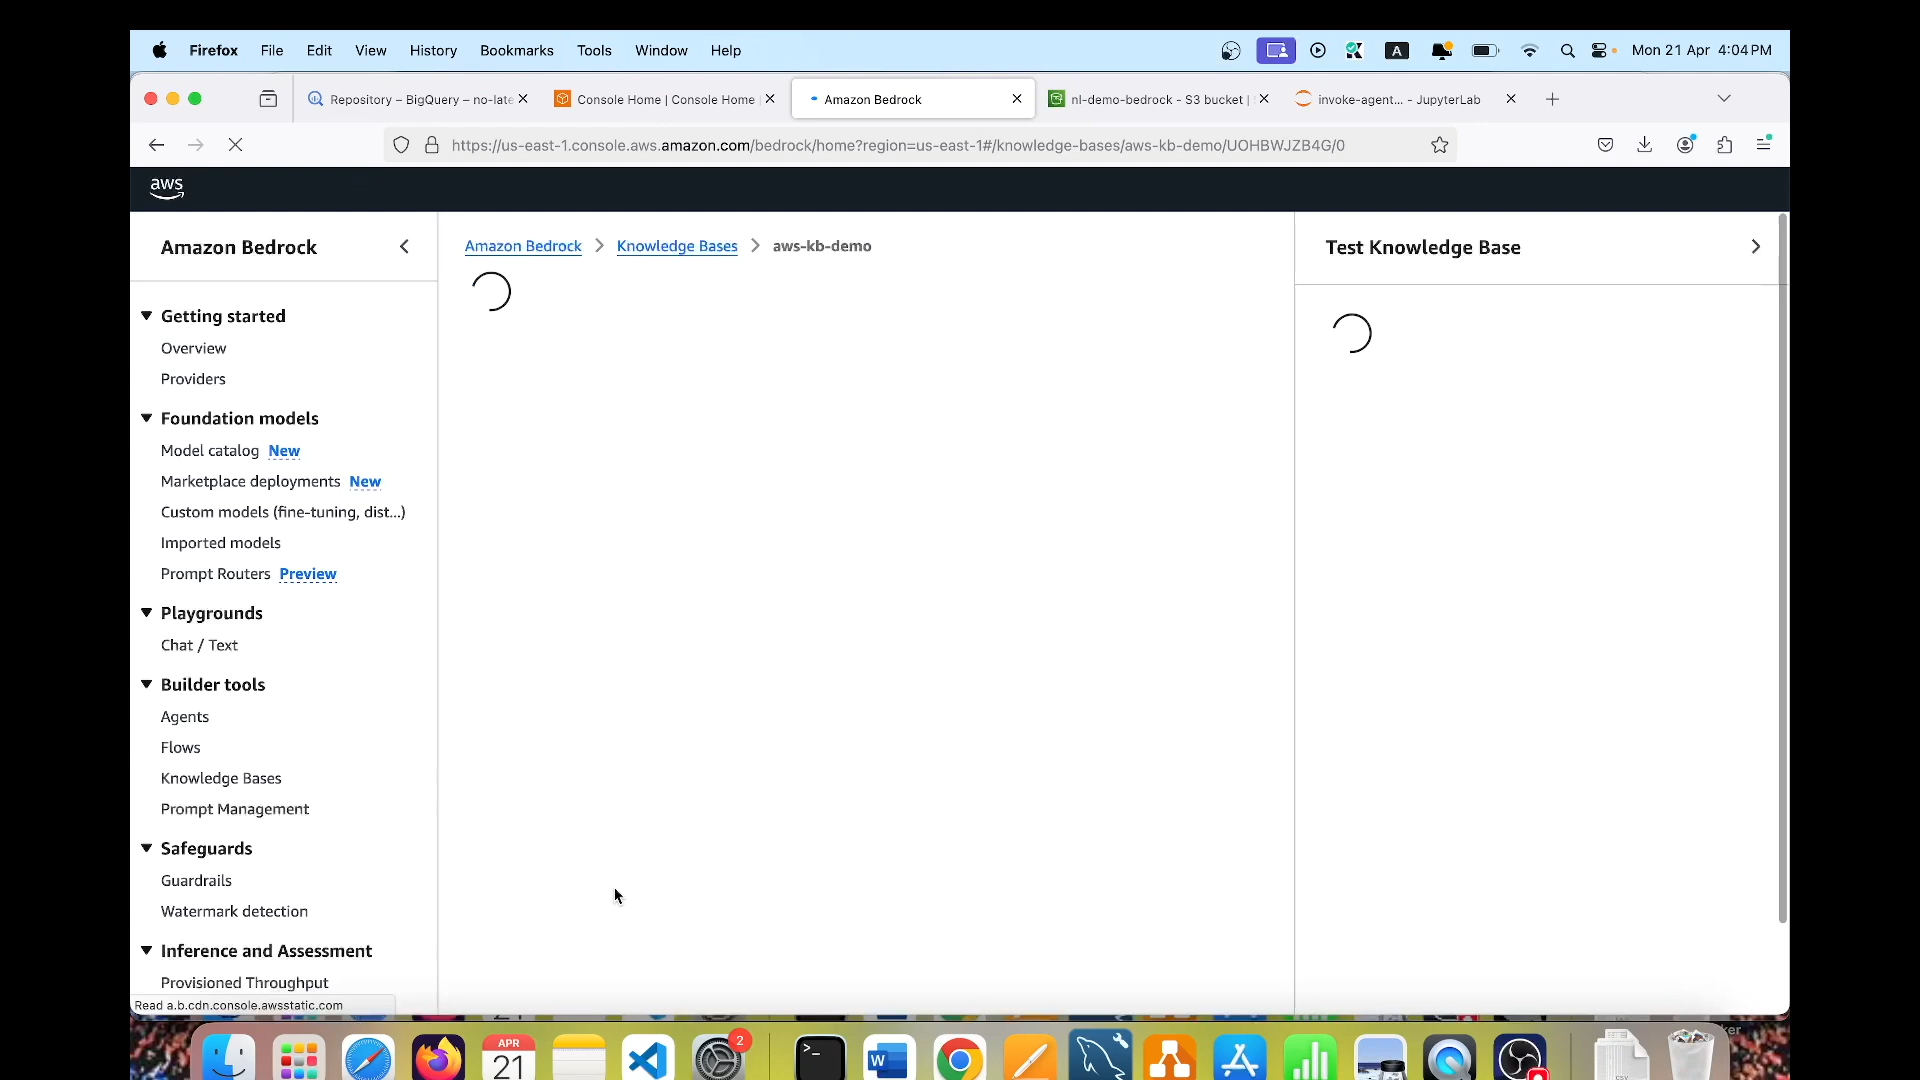 Firefox File Edit View History Bookmarks Tools Window Help A Mon 21 Apr 4:04 PM
Repository – BigQuery – no-late Console Home | Console Home Amazon Bedrock nl-demo-bedrock - S3 bucket | invoke-agent... - JupyterLab
https://us-east-1.console.aws.amazon.com/bedrock/home?region=us-east-1#/knowledge-bases/aws-kb-demo/UOHBWJZB4G/0
aws
Amazon Bedrock
Amazon Bedrock Knowledge Bases aws-kb-demo
Test Knowledge Base
Getting started
Overview
Providers
Foundation models
Model catalog New
Marketplace deployments New
Custom models (fine-tuning, dist...)
Imported models
Prompt Routers Preview
Playgrounds
Chat / Text
Builder tools
Agents
Flows
Knowledge Bases
Prompt Management
Safeguards
Guardrails
Watermark detection
Inference and Assessment
Provisioned Throughput
Read a.b.cdn.console.awsstatic.com
APR
21
2
W